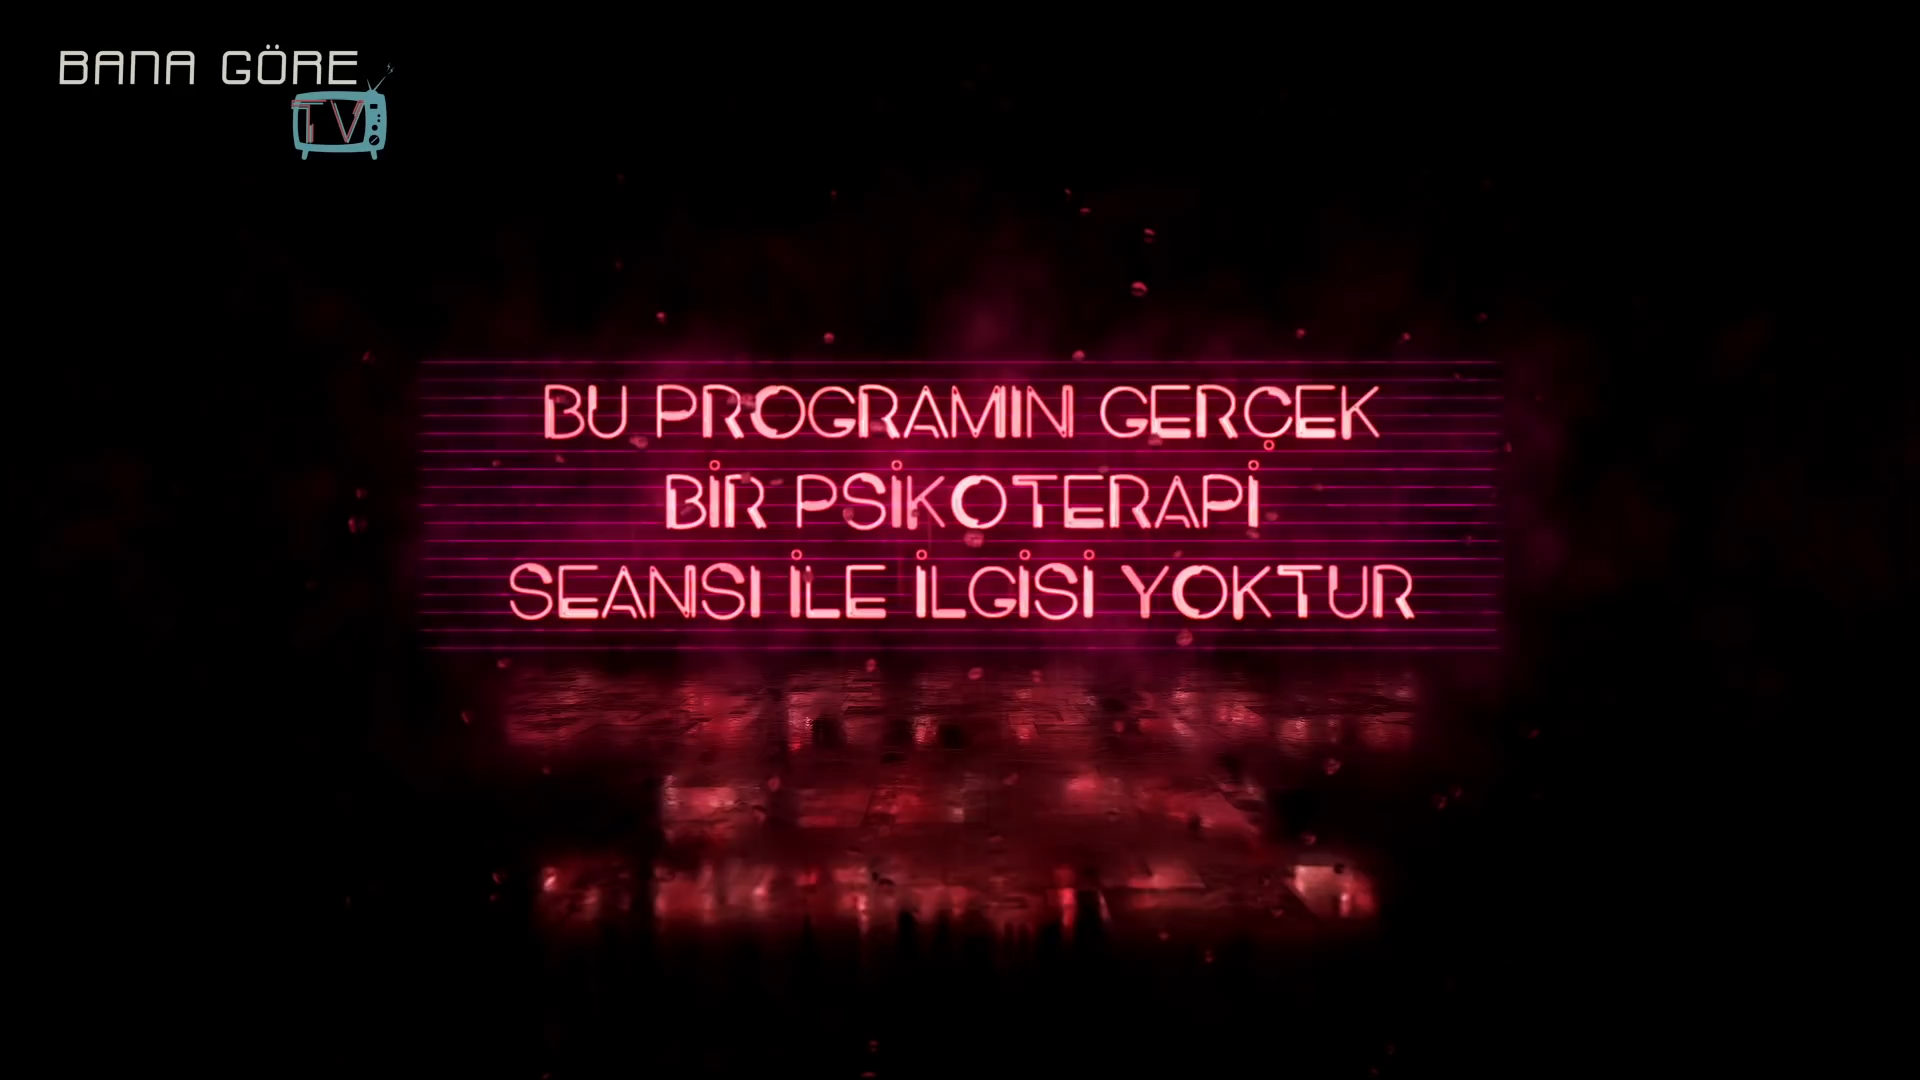 BANA GÖRE
TV
BU PROGRAMIN GERÇEK
BİR PSİKOTERAPİ
SEANSI İLE İLGİSİ YOKTUR